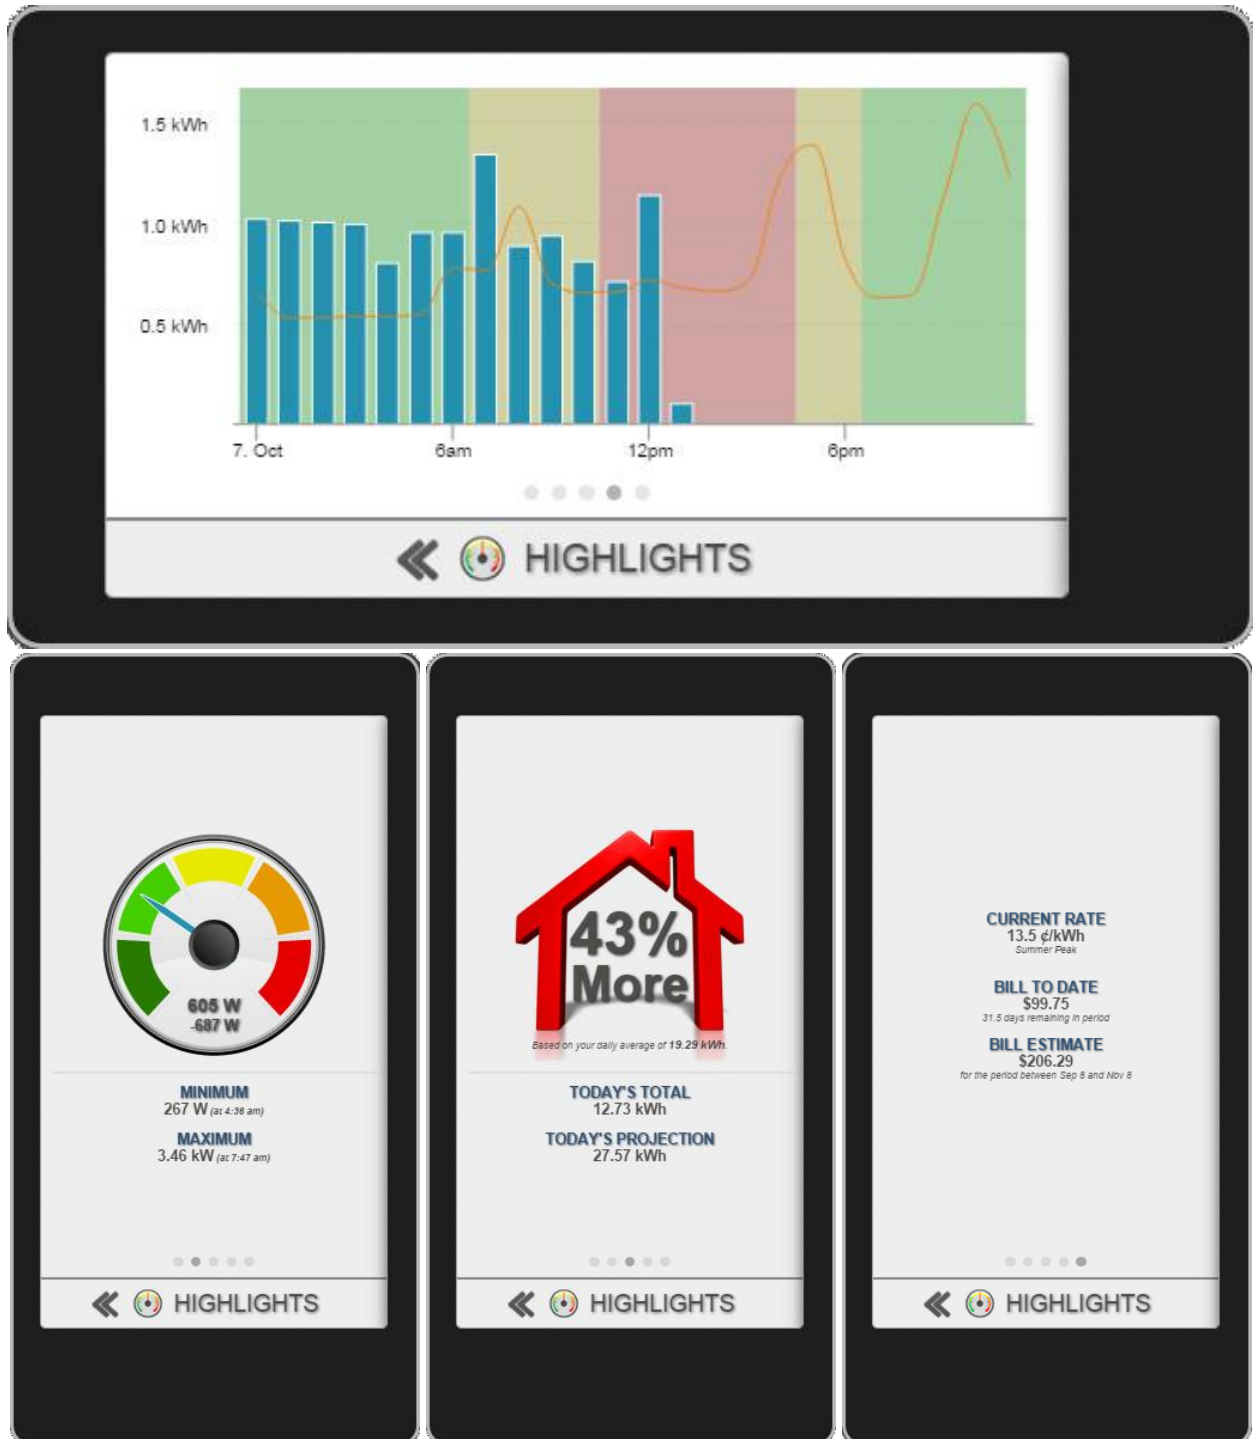 1.5 kWh
1.0 kWh
0.5 kWh
7. Oct 6am 12pm 6pm
HIGHLIGHTS
605 W
-687 W
MINIMUM
267 W (at 4:36 am)
MAXIMUM
3.46 kW (at 7:47 am)
HIGHLIGHTS
43%
More
Based on your daily average of 19.29 kWh.
TODAY'S TOTAL
12.73 kWh
TODAY'S PROJECTION
27.57 kWh
HIGHLIGHTS
CURRENT RATE
13.5 ¢/kWh
Summer Peak
BILL TO DATE
$99.75
31.5 days remaining in period
BILL ESTIMATE
$206.29
for the period between Sep 8 and Nov 8
HIGHLIGHTS